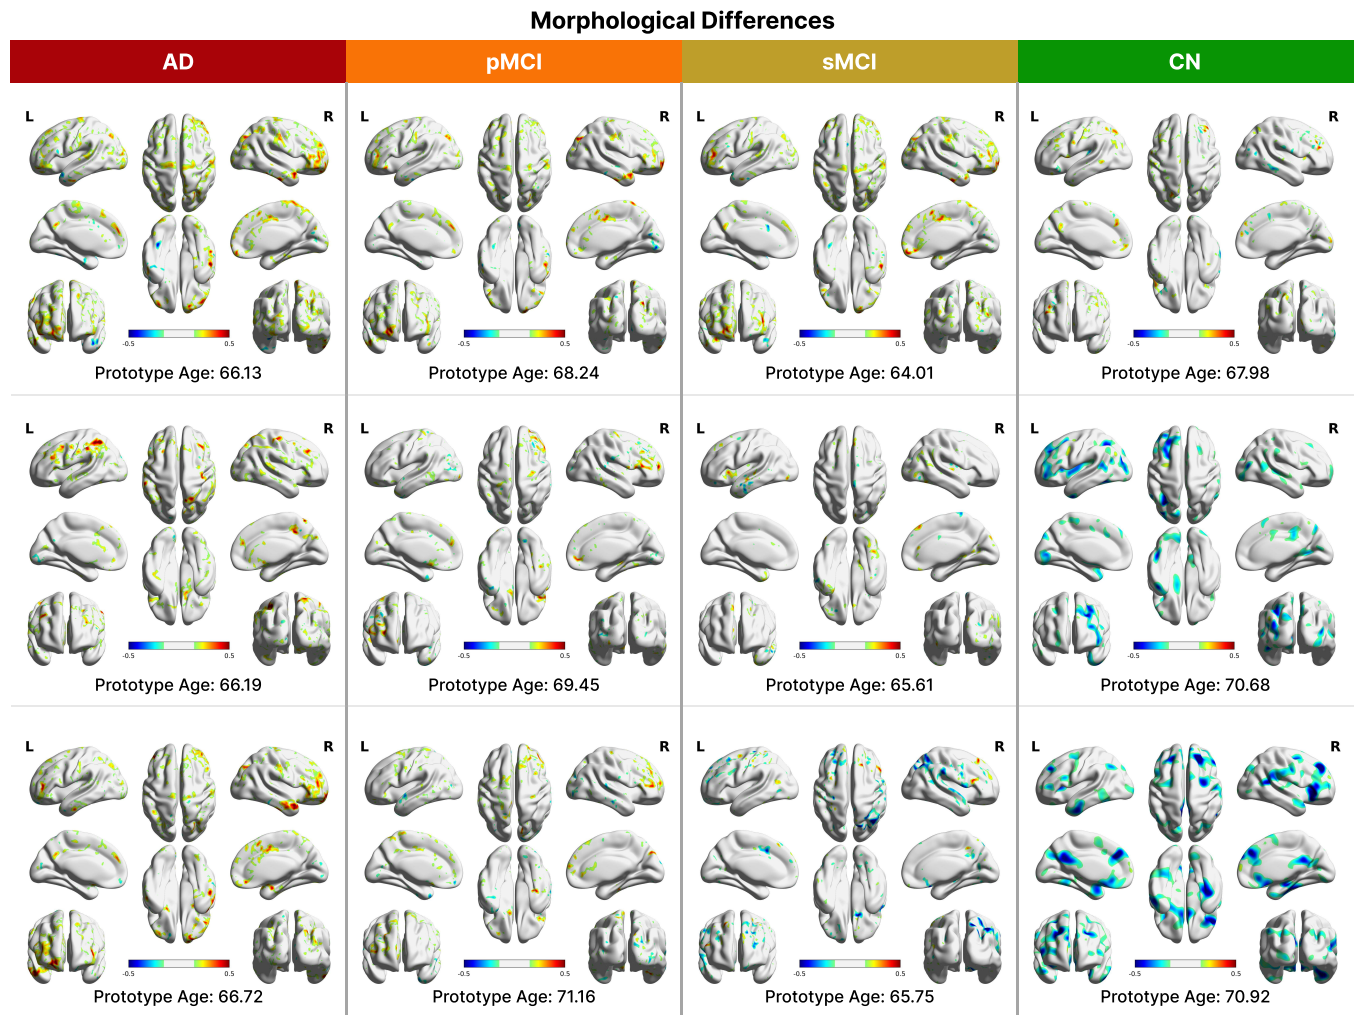 Morphological Differences
AD pMCI sMCI CN
L R L R L R L R
-0.5 0.5 -0.5 0.5 -0.5 0.5 -0.5 0.5
Prototype Age: 66.13 Prototype Age: 68.24 Prototype Age: 64.01 Prototype Age: 67.98
L R L R L R L R
-0.5 0.5 -0.5 0.5 -0.5 0.5 -0.5 0.5
Prototype Age: 66.19 Prototype Age: 69.45 Prototype Age: 65.61 Prototype Age: 70.68
L R L R L R L R
-0.5 0.5 -0.5 0.5 -0.5 0.5 -0.5 0.5
Prototype Age: 66.72 Prototype Age: 71.16 Prototype Age: 65.75 Prototype Age: 70.92